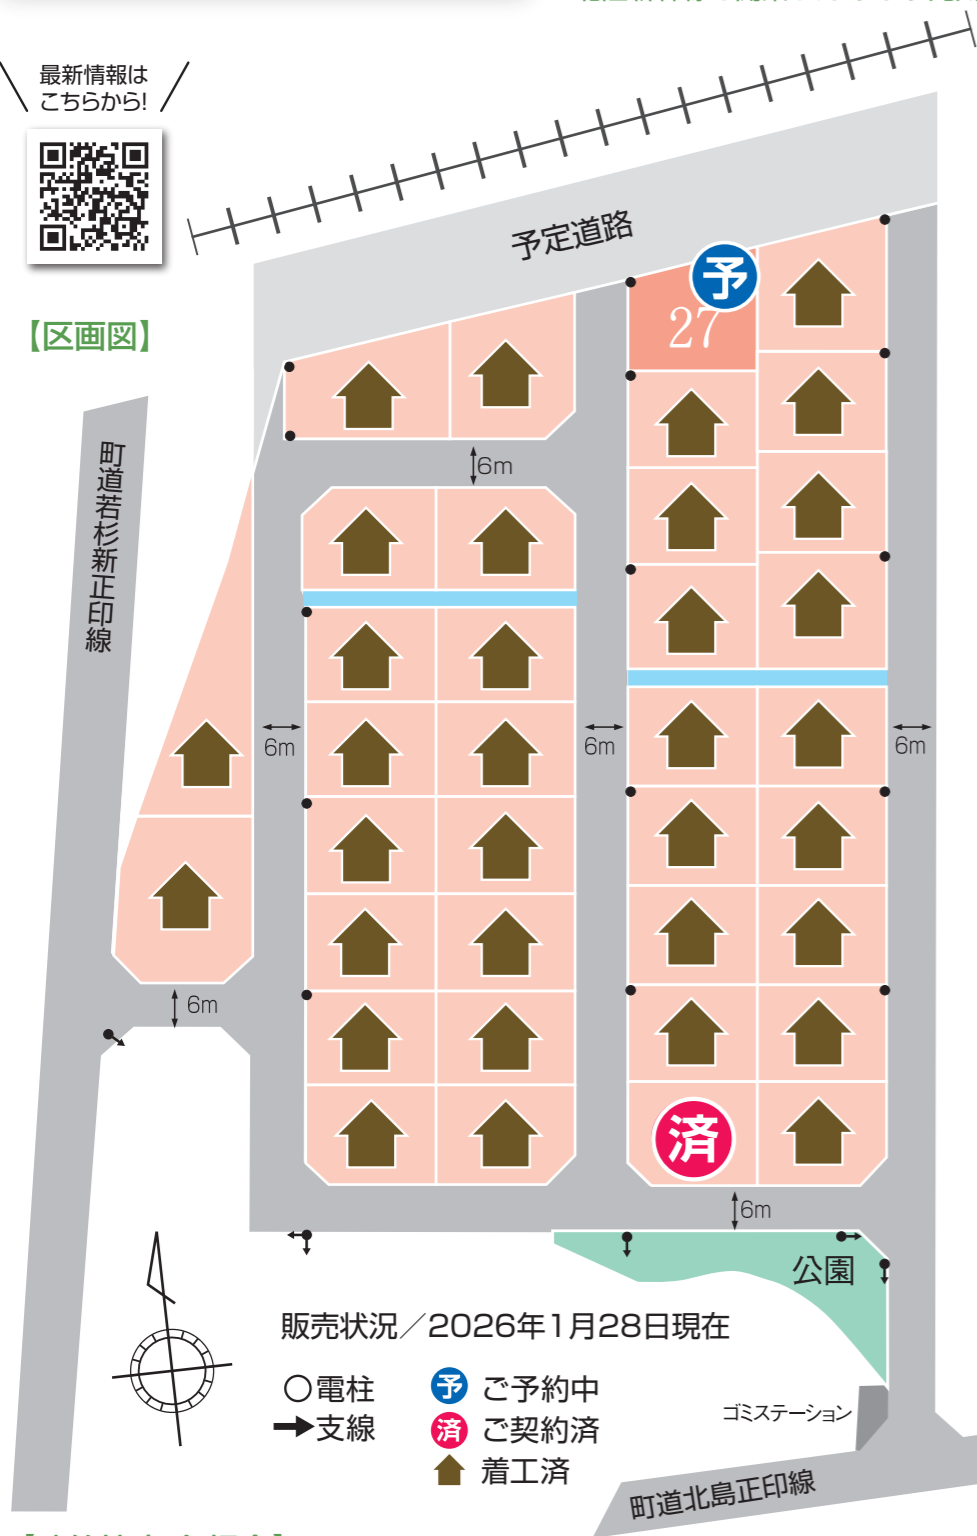 最新情報は
こちらから!
【区画図】
予定道路
予
27
町道若杉新正印線
6m
6m
6m
6m
6m
済
6m
公園
販売状況／2026年1月28日現在
○電柱
予 ご予約中
支線
済 ご契約済
着工済
ゴミステーション
町道北島正印線